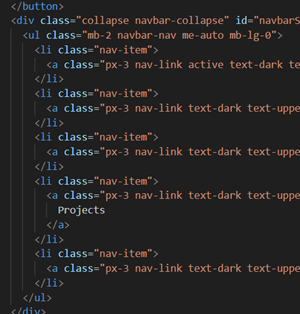 </button>
<div class="collapse navbar-collapse" id="navbarS
<ul class="mb-2 navbar-nav me-auto mb-lg-0">
<li class="nav-item">
<a class="px-3 nav-link active text-dark te
</li>
<li class="nav-item">
<a class="px-3 nav-link text-dark text-uppe
</li>
<li class="nav-item">
<a class="px-3 nav-link text-dark text-uppe
</li>
<li class="nav-item">
<a class="px-3 nav-link text-dark text-uppe
Projects
</a>
</li>
<li class="nav-item">
<a class="px-3 nav-link text-dark text-uppe
</li>
</ul>
</div>